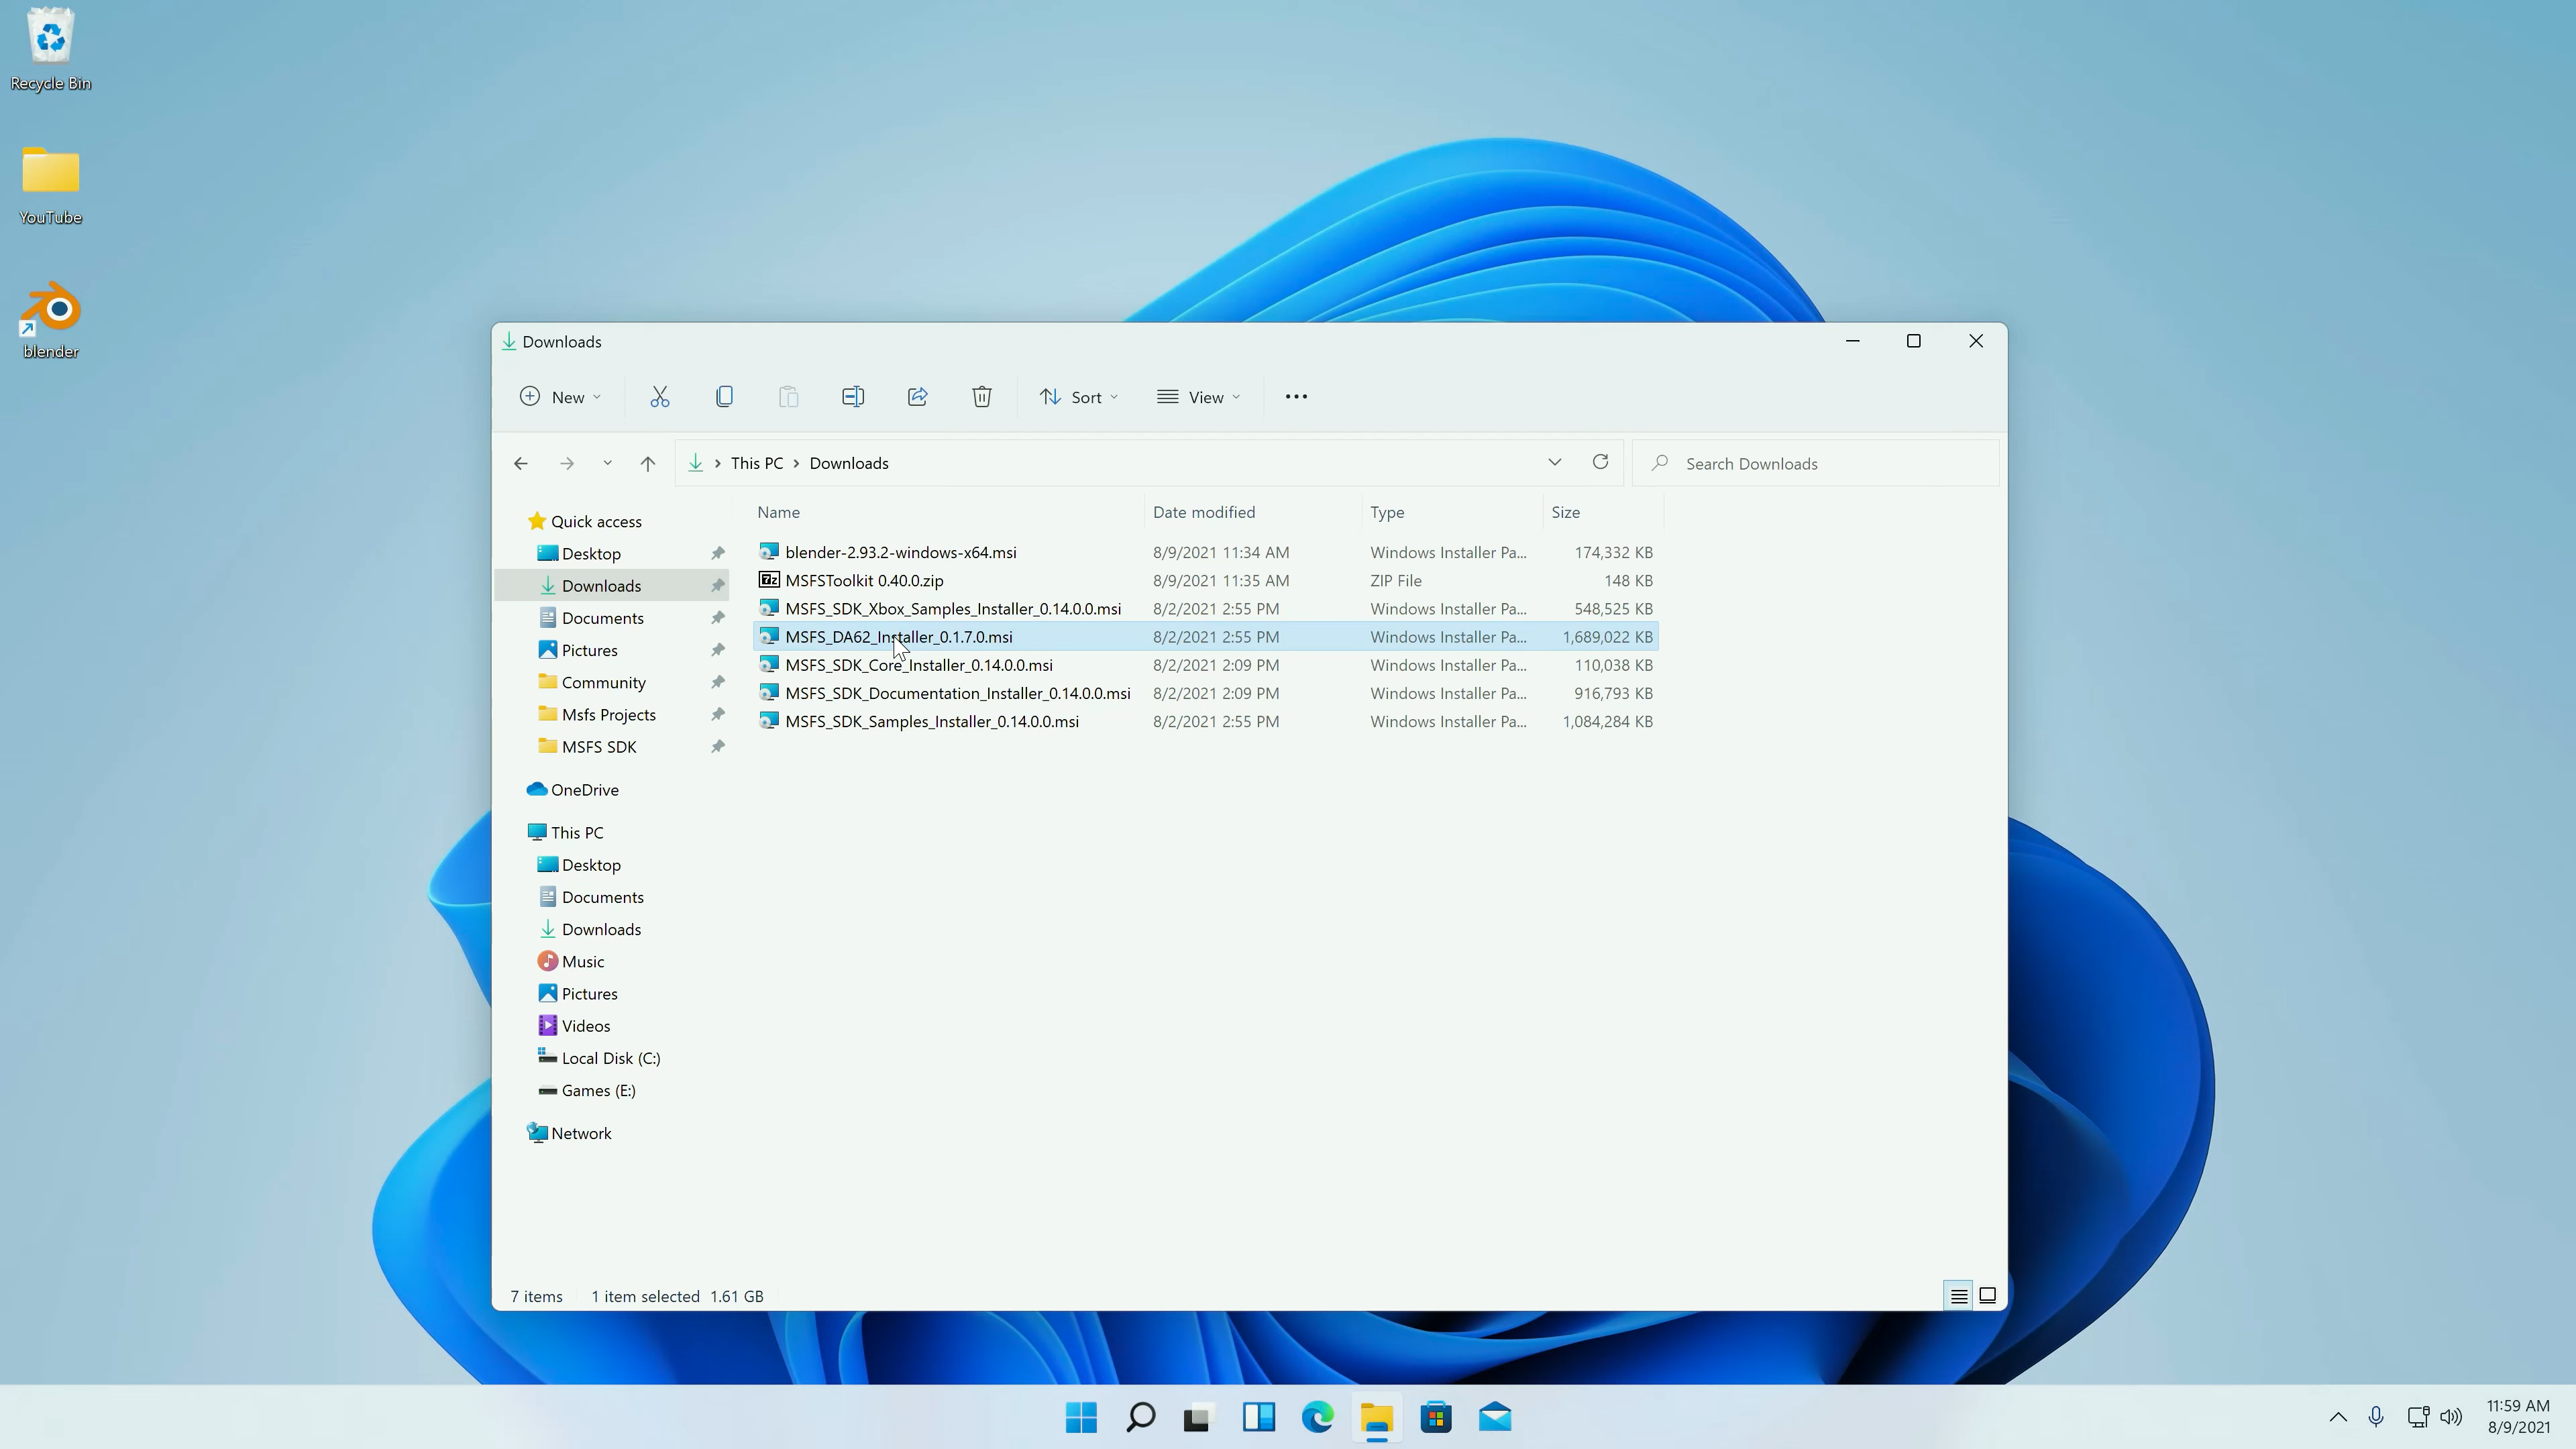 Recycle Bin
YouTube
blender
Downloads
New
Sort
View
This PC
Downloads
Search Downloads
Quick access
Desktop
Downloads
Documents
Pictures
Community
Msfs Projects
MSFS SDK
OneDrive
This PC
Desktop
Documents
Downloads
Music
Pictures
Videos
Local Disk (C:)
Games (E:)
Network
Name Date modified Type Size
blender-2.93.2-windows-x64.msi 8/9/2021 11:34 AM Windows Installer Pa... 174,332 KB
7z MSFSToolkit 0.40.0.zip 8/9/2021 11:35 AM ZIP File 148 KB
MSFS_SDK_Xbox_Samples_Installer_0.14.0.0.msi 8/2/2021 2:55 PM Windows Installer Pa... 548,525 KB
MSFS_DA62_Installer_0.1.7.0.msi 8/2/2021 2:55 PM Windows Installer Pa... 1,689,022 KB
MSFS_SDK_Core_Installer_0.14.0.0.msi 8/2/2021 2:09 PM Windows Installer Pa... 110,038 KB
MSFS_SDK_Documentation_Installer_0.14.0.0.msi 8/2/2021 2:09 PM Windows Installer Pa... 916,793 KB
MSFS_SDK_Samples_Installer_0.14.0.0.msi 8/2/2021 2:55 PM Windows Installer Pa... 1,084,284 KB
7 items 1 item selected 1.61 GB
11:59 AM
8/9/2021